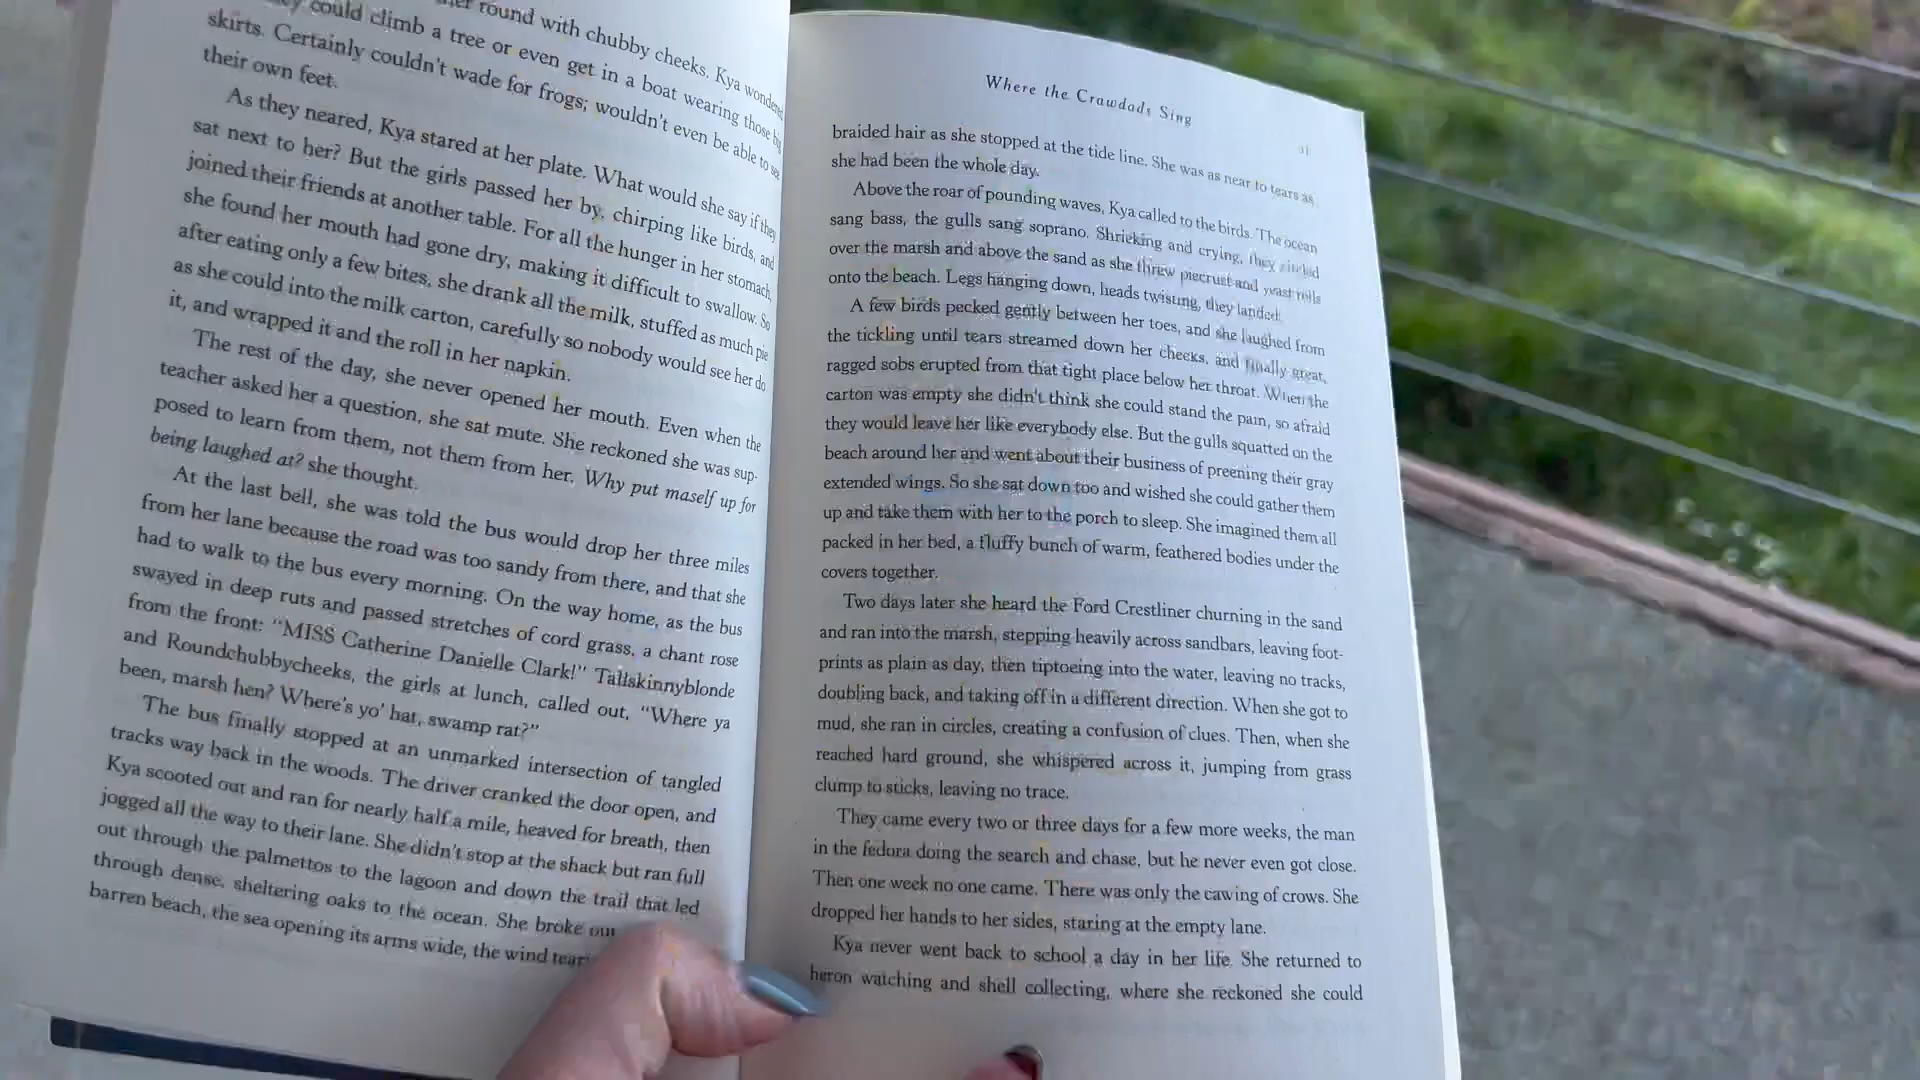 her round with chubby cheeks. Kya wondered
could climb a tree or even get in a boat wearing those big
skirts. Certainly couldn't wade for frogs; wouldn't even be able to see
their own feet.
As they neared, Kya stared at her plate. What would she say if they
sat next to her? But the girls passed her by, chirping like birds, and
joined their friends at another table. For all the hunger in her stomach,
she found her mouth had gone dry, making it difficult to swallow. So
after eating only a few bites, she drank all the milk, stuffed as much pie
as she could into the milk carton, carefully so nobody would see her do
it, and wrapped it and the roll in her napkin.
The rest of the day, she never opened her mouth. Even when the
teacher asked her a question, she sat mute. She reckoned she was sup-
posed to learn from them, not them from her. Why put maself up for
being laughed at? she thought.
At the last bell, she was told the bus would drop her three miles
from her lane because the road was too sandy from there, and that she
had to walk to the bus every morning. On the way home, as the bus
swayed in deep ruts and passed stretches of cord grass, a chant rose
from the front: "MISS Catherine Danielle Clark!" Tallskinnyblonde
and Roundchubbycheeks, the girls at lunch, called out, "Where ya
been, marsh hen? Where's yo' hat, swamp rat?"
The bus finally stopped at an unmarked intersection of tangled
tracks way back in the woods. The driver cranked the door open, and
Kya scooted out and ran for nearly half a mile, heaved for breath, then
jogged all the way to their lane. She didn't stop at the shack but ran full
out through the palmettos to the lagoon and down the trail that led
through dense, sheltering oaks to the ocean. She broke out
barren beach, the sea opening its arms wide, the wind
Where the Crawdads Sing
31
braided hair as she stopped at the tide line. She was as near to tears as
she had been the whole day.
Above the roar of pounding waves, Kya called to the birds. The ocean
sang bass, the gulls sang soprano. Shrieking and crying, they circled
over the marsh and above the sand as she threw piecrust and yeast rolls
onto the beach. Legs hanging down, heads twisting, they landed.
A few birds pecked gently between her toes, and she laughed from
the tickling until tears streamed down her cheeks, and finally great,
ragged sobs erupted from that tight place below her throat. When the
carton was empty she didn't think she could stand the pain, so afraid
they would leave her like everybody else. But the gulls squatted on the
beach around her and went about their business of preening their gray
extended wings. So she sat down too and wished she could gather them
up and take them with her to the porch to sleep. She imagined them all
packed in her bed, a fluffy bunch of warm, feathered bodies under the
covers together.
Two days later she heard the Ford Crestliner churning in the sand
and ran into the marsh, stepping heavily across sandbars, leaving foot-
prints as plain as day, then tiptoeing into the water, leaving no tracks,
doubling back, and taking off in a different direction. When she got to
mud, she ran in circles, creating a confusion of clues. Then, when she
reached hard ground, she whispered across it, jumping from grass
clump to sticks, leaving no trace.
They came every two or three days for a few more weeks, the man
in the fedora doing the search and chase, but he never even got close.
Then one week no one came. There was only the cawing of crows. She
dropped her hands to her sides, staring at the empty lane.
Kya never went back to school a day in her life. She returned to
heron watching and shell collecting, where she reckoned she could